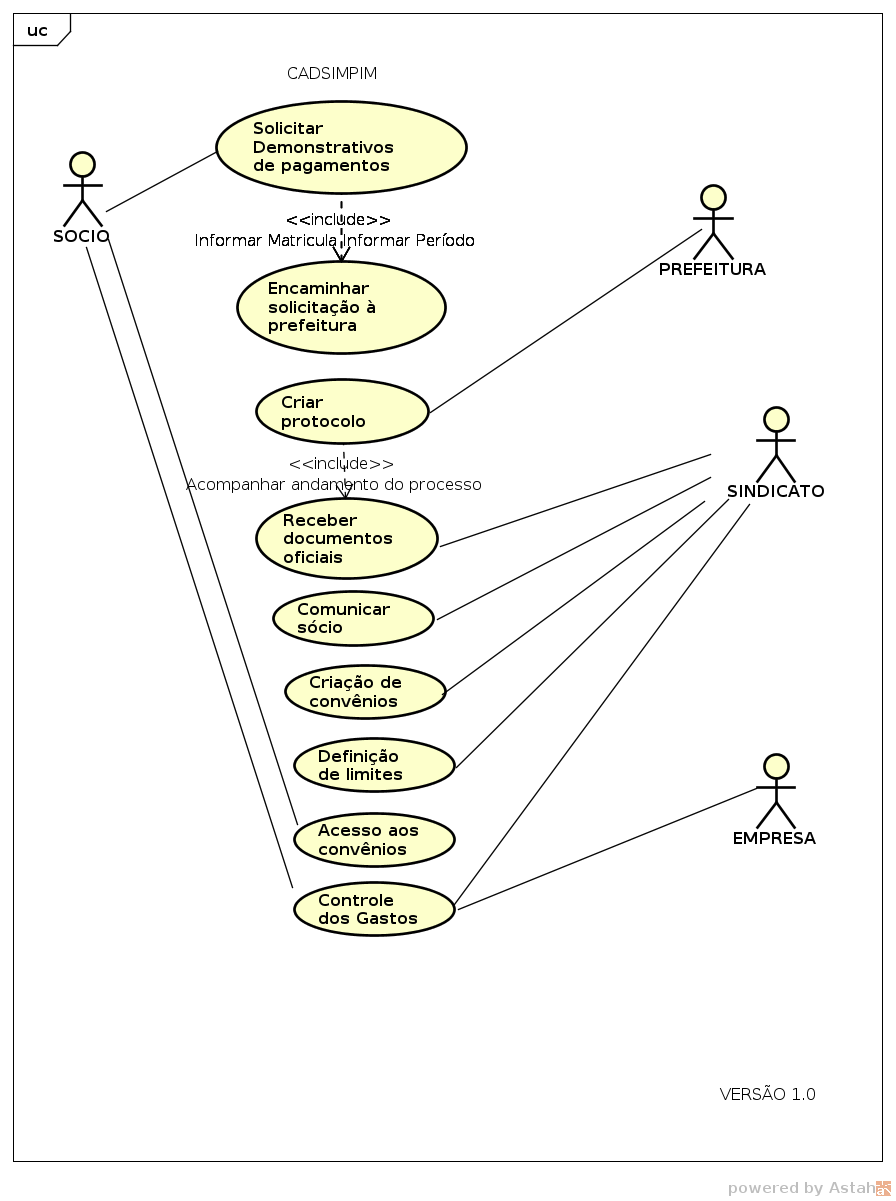 uc
CADSIMPIM
Solicitar
Demonstrativos
de pagamentos
SOCIO
<<include>>
Informar Matricula Informar Período
PREFEITURA
Encaminhar
solicitação à
prefeitura
Criar
protocolo
<<include>>
Acompanhar andamento do processo
SINDICATO
Receber
documentos
oficiais
Comunicar
sócio
Criação de
convênios
Definição
de limites
Acesso aos
convênios
EMPRESA
Controle
dos Gastos
VERSÃO 1.0
powered by Astah